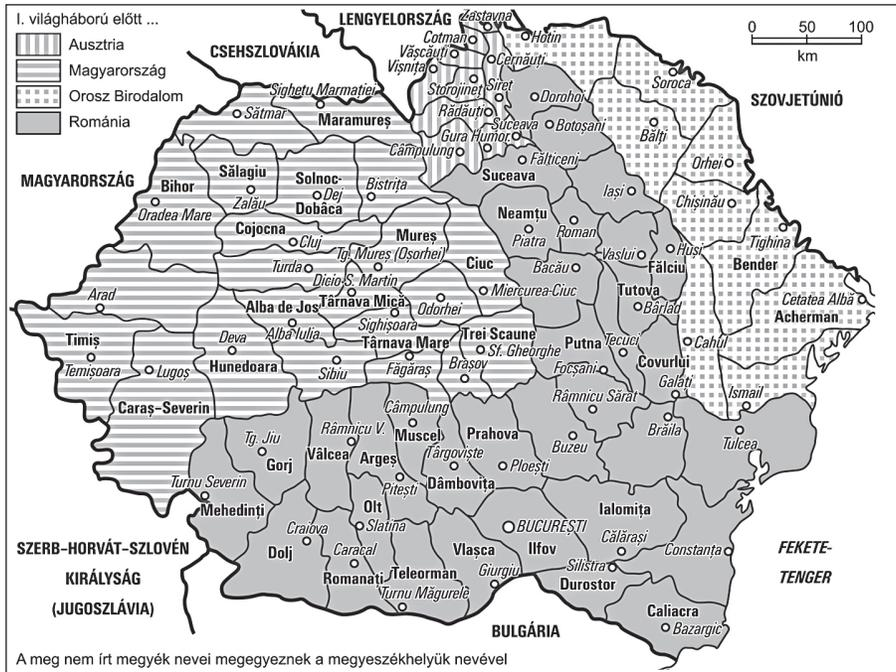 I. világháború előtt ...
Ausztria
Magyarország
Orosz Birodalom
Románia
LENGYELORSZÁG
CSEHSZLOVÁKIA
0 50 100
km
SZOVJETÚNIÓ
MAGYARORSZÁG
Zastavna
Cotman
Hotin
Vășcăuți
Cernăuți
Vișnița
Soroca
Storojineț
Siret
Sighetu Marmației
Dorohoi
Sătmar
Rădăuți
Maramureș
Suceava
Botoșani
Bălți
Gura Humor.
Câmpulung
Fălticeni
Orhei
Sălagiu
Solnoc-
Suceava
Bihor
Dej
Bistrița
Iași
Zalău
Dobâca
Chișinău
Oradea Mare
Neamțu
Cojocna
Mureș
Roman
Tighina
Cluj
Piatra
Tg. Mureș (Oșorhei)
Vaslui
Huși
Turda
Ciuc
Bacău
Fălciu
Bender
Dicio S. Martin
Miercurea-Ciuc
Tutova
Arad
Alba de Jos
Târnava Mică
Odorhei
Bârlad
Cetatea Albă
Acherman
Alba Iulia
Sighișoara
Timiș
Deva
Târnava Mare
Trei Scaune
Putna
Tecuci
Cahul
Temișoara
Lugoș
Hunedoara
Sibiu
Făgăraș
Sf. Gheorghe
Focșani
Covurlui
Brașov
Galați
Ismail
Caraș-Severin
Câmpulung
Râmnicu Sărat
Râmnicu V.
Muscel
Prahova
Brăila
Tulcea
Tg. Jiu
Vâlcea
Buzeu
Gorj
Argeș
Târgoviște
Ploești
Turnu Severin
Pitești
Dâmbovița
Mehedinți
Olt
Ialomița
Craiova
Slatina
BUCUREȘTI
Dolj
Caracal
Vlașca
Ilfov
Călărași
Constanța
Romanați
Teleorman
Giurgiu
Silistra
Durostor
Turnu Măgurele
Caliacra
Bazargic
SZERB–HORVÁT–SZLOVÉN
KIRÁLYSÁG
(JUGOSZLÁVIA)
FEKETE-
TENGER
BULGÁRIA
A meg nem írt megyék nevei megegyeznek a megyeszékhelyük nevével